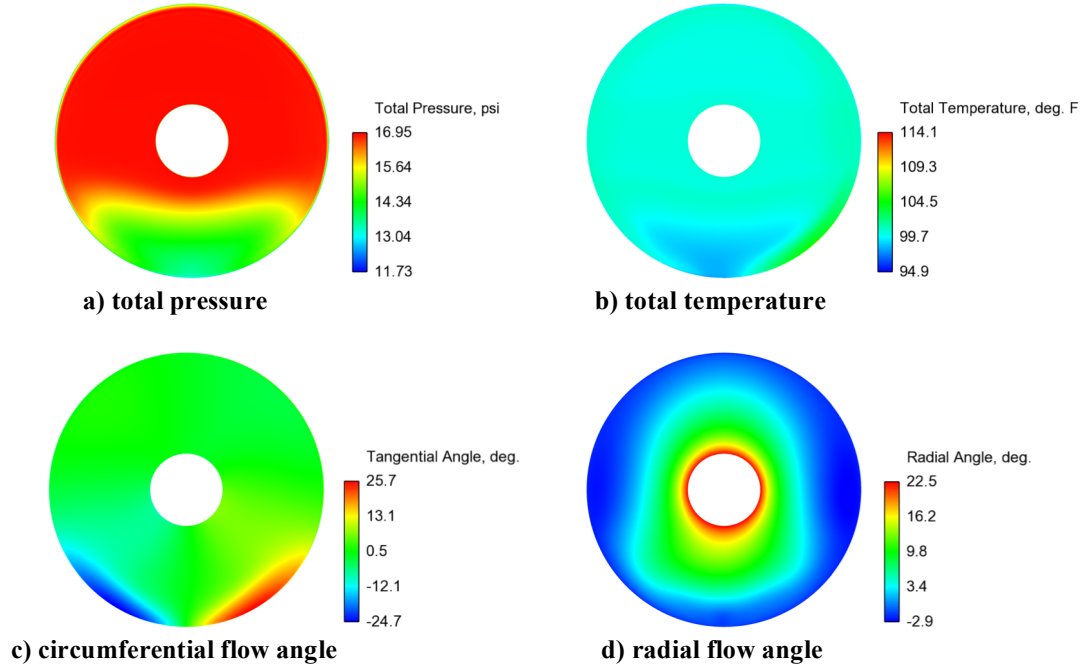 Total Pressure, psi
16.95
15.64
14.34
13.04
11.73
a) total pressure
Total Temperature, deg. F
114.1
109.3
104.5
99.7
94.9
b) total temperature
Tangential Angle, deg.
25.7
13.1
0.5
-12.1
-24.7
c) circumferential flow angle
Radial Angle, deg.
22.5
16.2
9.8
3.4
-2.9
d) radial flow angle